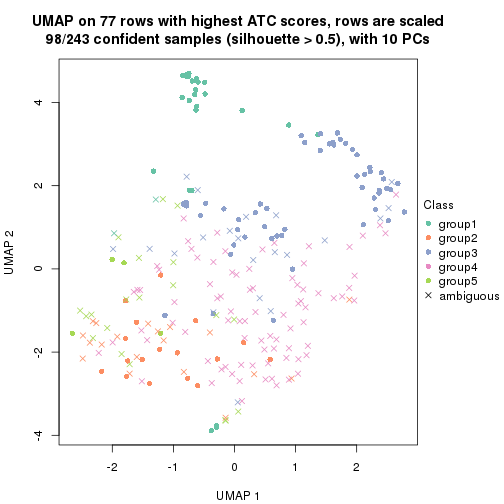 UMAP on 77 rows with highest ATC scores, rows are scaled
98/243 confident samples (silhouette > 0.5), with 10 PCs
4
2
0
-2
-4
UMAP 2
-2
-1
0
1
2
UMAP 1
Class
group1
group2
group3
group4
group5
ambiguous